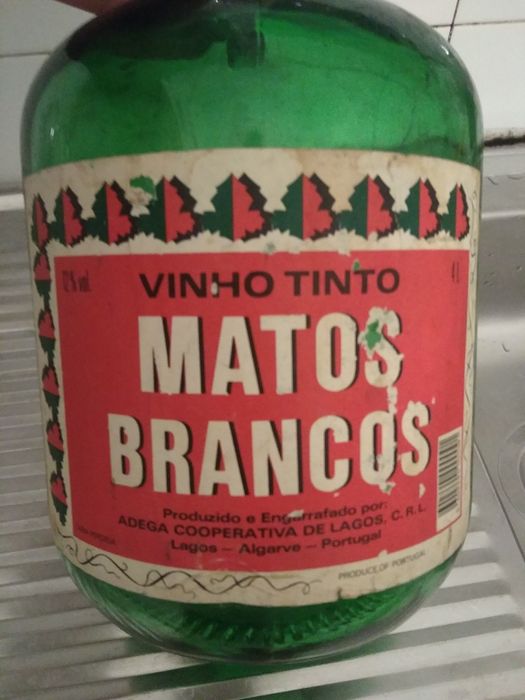 12% vol.
VINHO TINTO
4 l
MATOS
BRANCOS
Produzido e Engarrafado por:
ADEGA COOPERATIVA DE LAGOS, C. R. L.
Lagos – Algarve – Portugal
PRODUCE OF PORTUGAL